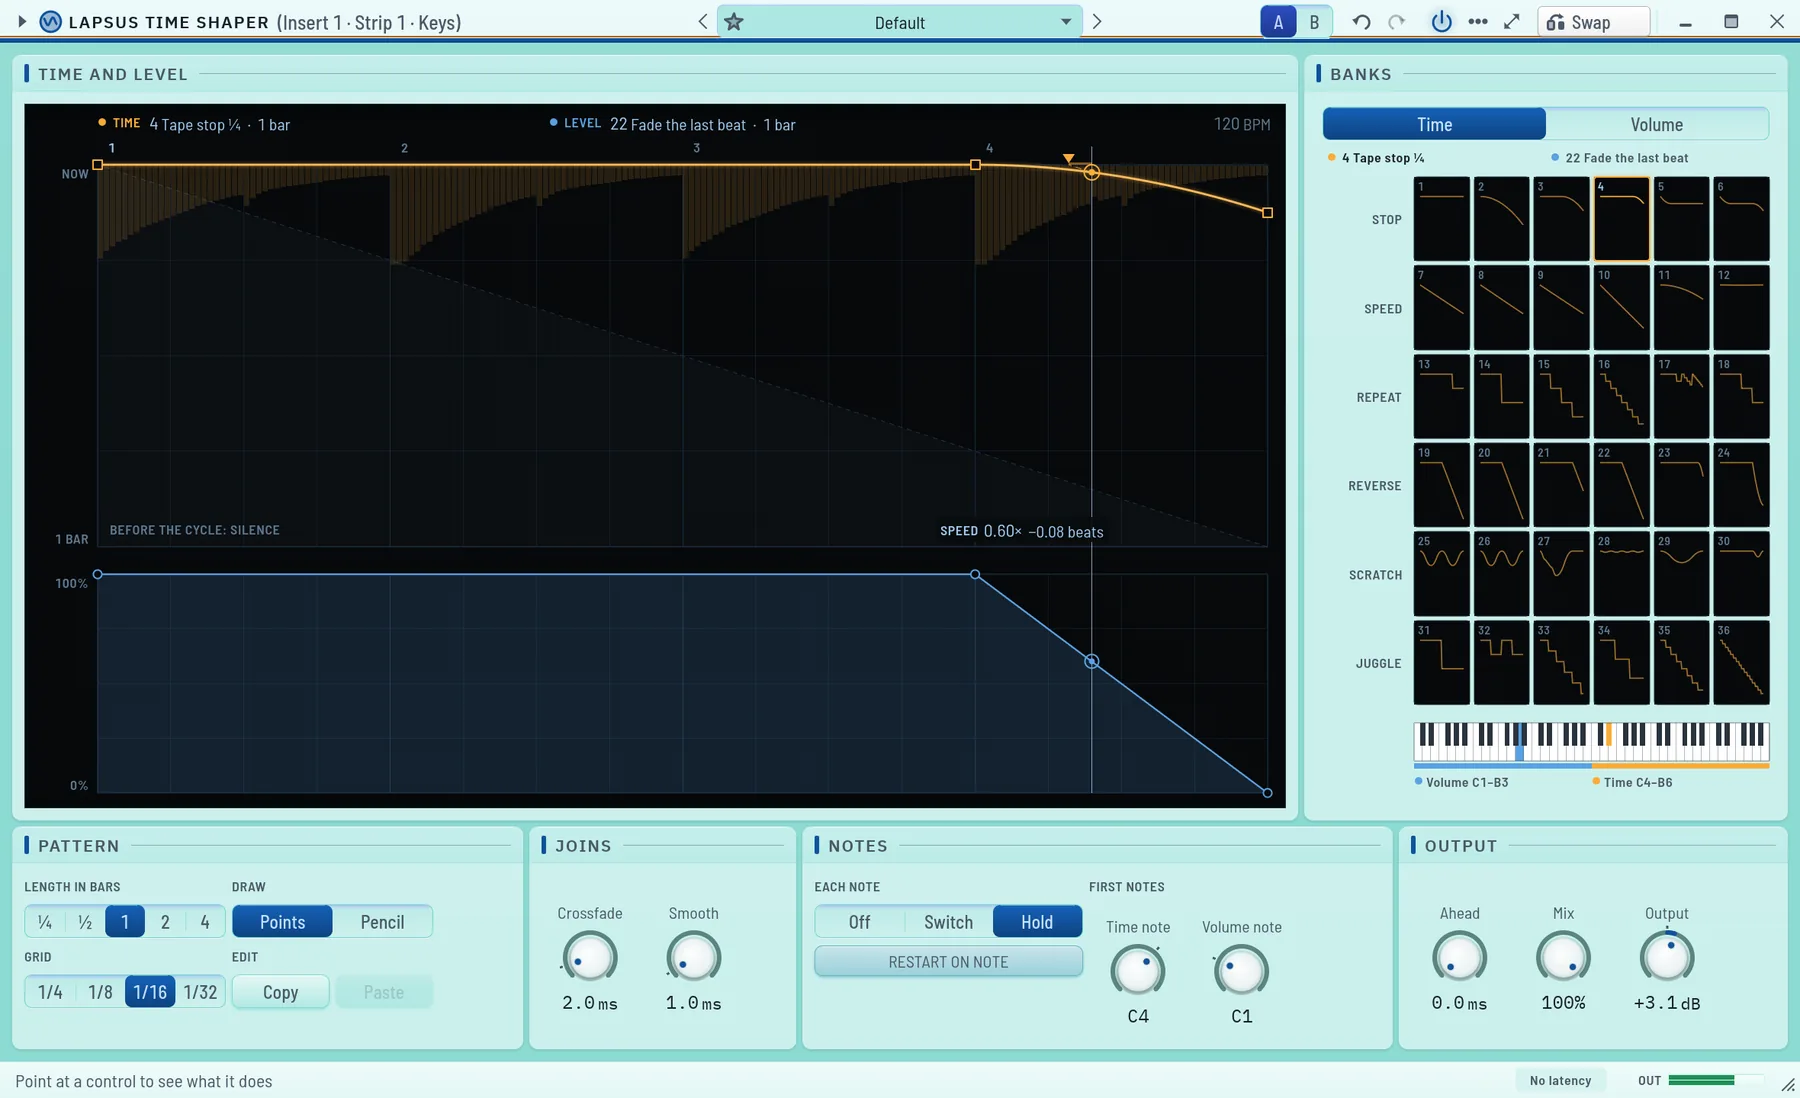 LAPSUS TIME SHAPER (Insert 1 · Strip 1 · Keys)
Default
A B
Swap
TIME AND LEVEL
TIME 4 Tape stop ¼ · 1 bar
LEVEL 22 Fade the last beat · 1 bar
120 BPM
1 2 3 4
NOW
BEFORE THE CYCLE: SILENCE
SPEED 0.60× −0.08 beats
1 BAR
100%
0%
BANKS
Time Volume
4 Tape stop ¼
22 Fade the last beat
STOP 1 2 3 4 5 6
SPEED 7 8 9 10 11 12
REPEAT 13 14 15 16 17 18
REVERSE 19 20 21 22 23 24
SCRATCH 25 26 27 28 29 30
JUGGLE 31 32 33 34 35 36
Volume C1–B3
Time C4–B6
PATTERN
LENGTH IN BARS
¼ ½ 1 2 4
DRAW
Points Pencil
GRID
1/4 1/8 1/16 1/32
EDIT
Copy Paste
JOINS
Crossfade Smooth
2.0 ms 1.0 ms
NOTES
EACH NOTE
Off Switch Hold
RESTART ON NOTE
FIRST NOTES
Time note Volume note
C4 C1
OUTPUT
Ahead Mix Output
0.0 ms 100% +3.1 dB
Point at a control to see what it does
No latency
OUT